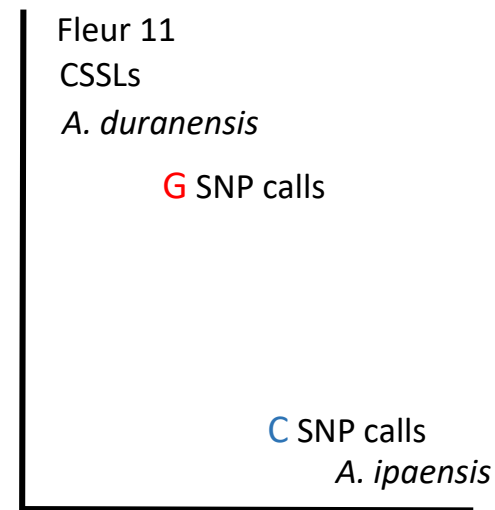 Fleur 11
CSSLs
A. duranensis
G SNP calls
C SNP calls
A. ipaensis